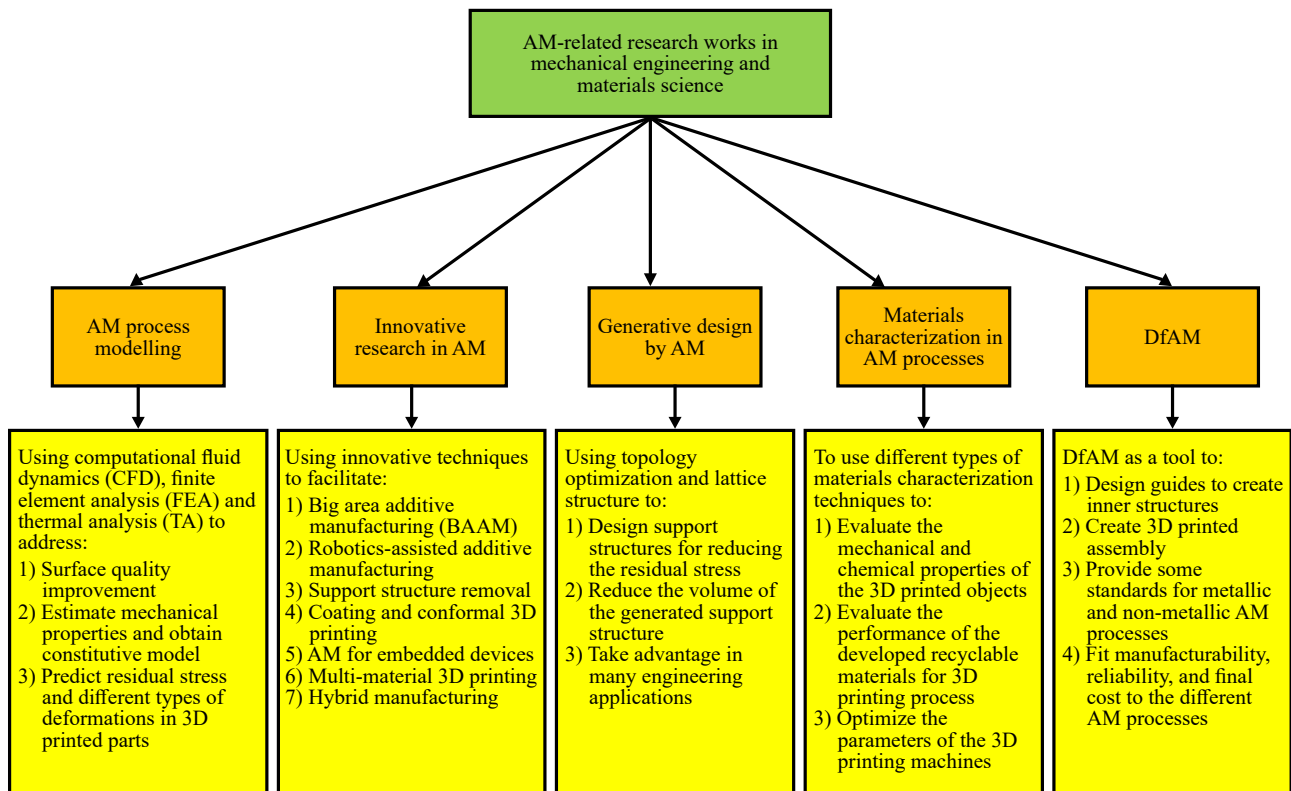 AM-related research works in
mechanical engineering and
materials science
AM process
modelling
Innovative
research in AM
Generative design
by AM
Materials
characterization in
AM processes
DfAM
Using computational fluid
dynamics (CFD), finite
element analysis (FEA) and
thermal analysis (TA) to
address:
1) Surface quality
improvement
2) Estimate mechanical
properties and obtain
constitutive model
3) Predict residual stress
and different types of
deformations in 3D
printed parts
Using innovative techniques
to facilitate:
1) Big area additive
manufacturing (BAAM)
2) Robotics-assisted additive
manufacturing
3) Support structure removal
4) Coating and conformal 3D
printing
5) AM for embedded devices
6) Multi-material 3D printing
7) Hybrid manufacturing
Using topology
optimization and lattice
structure to:
1) Design support
structures for reducing
the residual stress
2) Reduce the volume of
the generated support
structure
3) Take advantage in
many engineering
applications
To use different types of
materials characterization
techniques to:
1) Evaluate the
mechanical and
chemical properties of
the 3D printed objects
2) Evaluate the
performance of the
developed recyclable
materials for 3D
printing process
3) Optimize the
parameters of the 3D
printing machines
DfAM as a tool to:
1) Design guides to create
inner structures
2) Create 3D printed
assembly
3) Provide some
standards for metallic
and non-metallic AM
processes
4) Fit manufacturability,
reliability, and final
cost to the different
AM processes